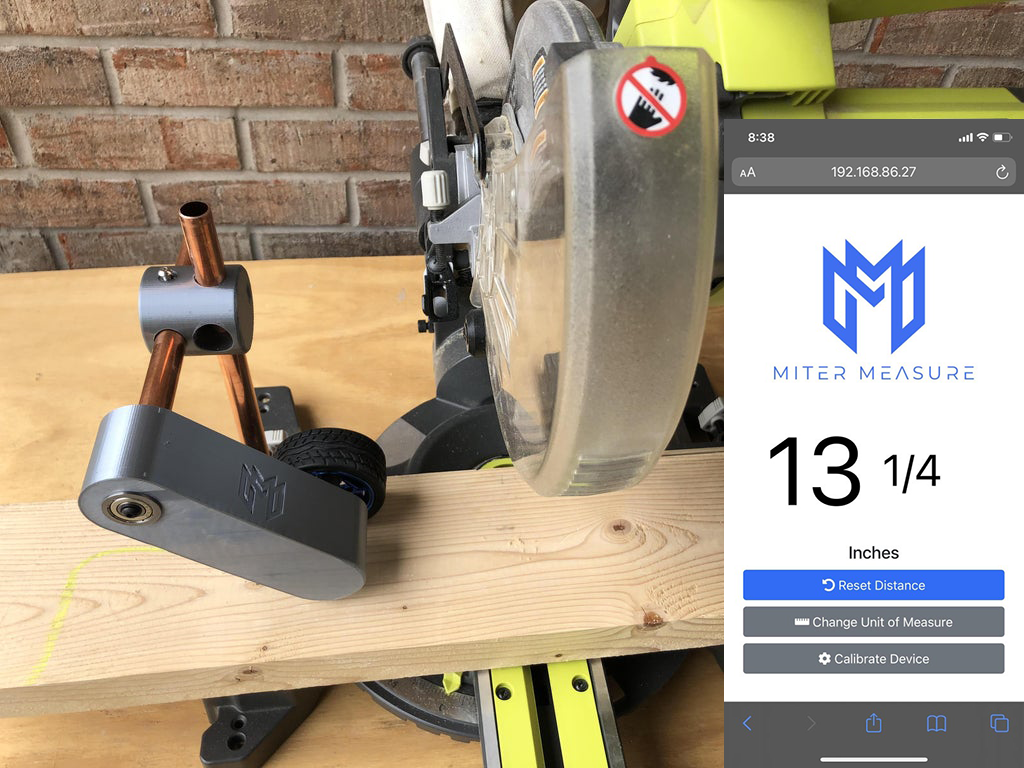 8:38
AA
192.168.86.27
MITER MEASURE
13 1/4
Inches
Reset Distance
Change Unit of Measure
Calibrate Device